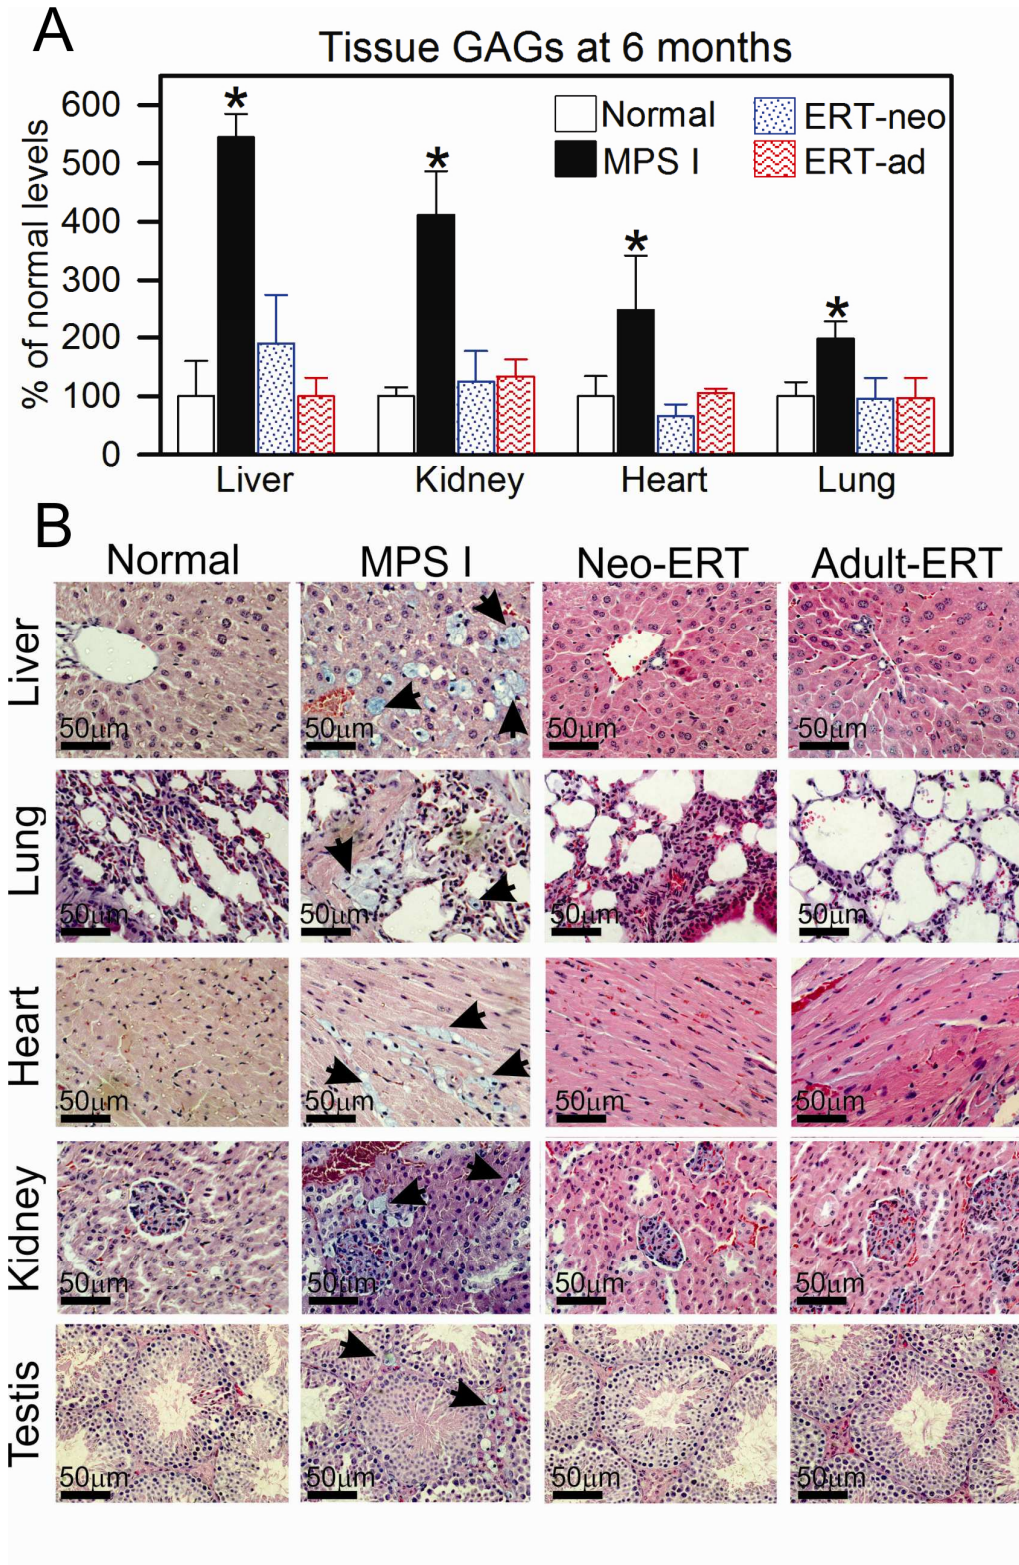 A
Tissue GAGs at 6 months
% of normal levels
600
500
400
300
200
100
0
Normal
MPS I
ERT-neo
ERT-ad
*
*
*
*
Liver Kidney Heart Lung
B
Normal MPS I Neo-ERT Adult-ERT
Liver
50µm 50µm 50µm 50µm
Lung
50µm 50µm 50µm 50µm
Heart
50µm 50µm 50µm 50µm
Kidney
50µm 50µm 50µm 50µm
Testis
50µm 50µm 50µm 50µm